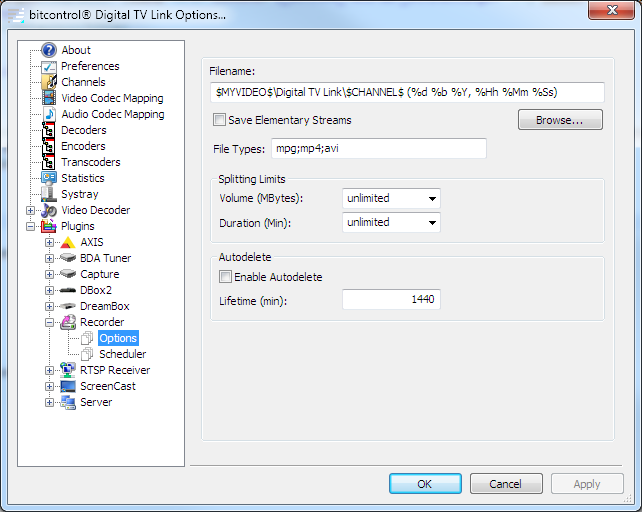 bitcontrol® Digital TV Link Options...
About
Preferences
Channels
Video Codec Mapping
Audio Codec Mapping
Decoders
Encoders
Transcoders
Statistics
Systray
Video Decoder
Plugins
AXIS
BDA Tuner
Capture
DBox2
DreamBox
Recorder
Options
Scheduler
RTSP Receiver
ScreenCast
Server
Filename:
$MYVIDEO$\Digital TV Link\$CHANNEL$ (%d %b %Y, %Hh %Mm %Ss)
Save Elementary Streams
Browse...
File Types: mpg;mp4;avi
Splitting Limits
Volume (MBytes): unlimited
Duration (Min): unlimited
Autodelete
Enable Autodelete
Lifetime (min): 1440
OK Cancel Apply